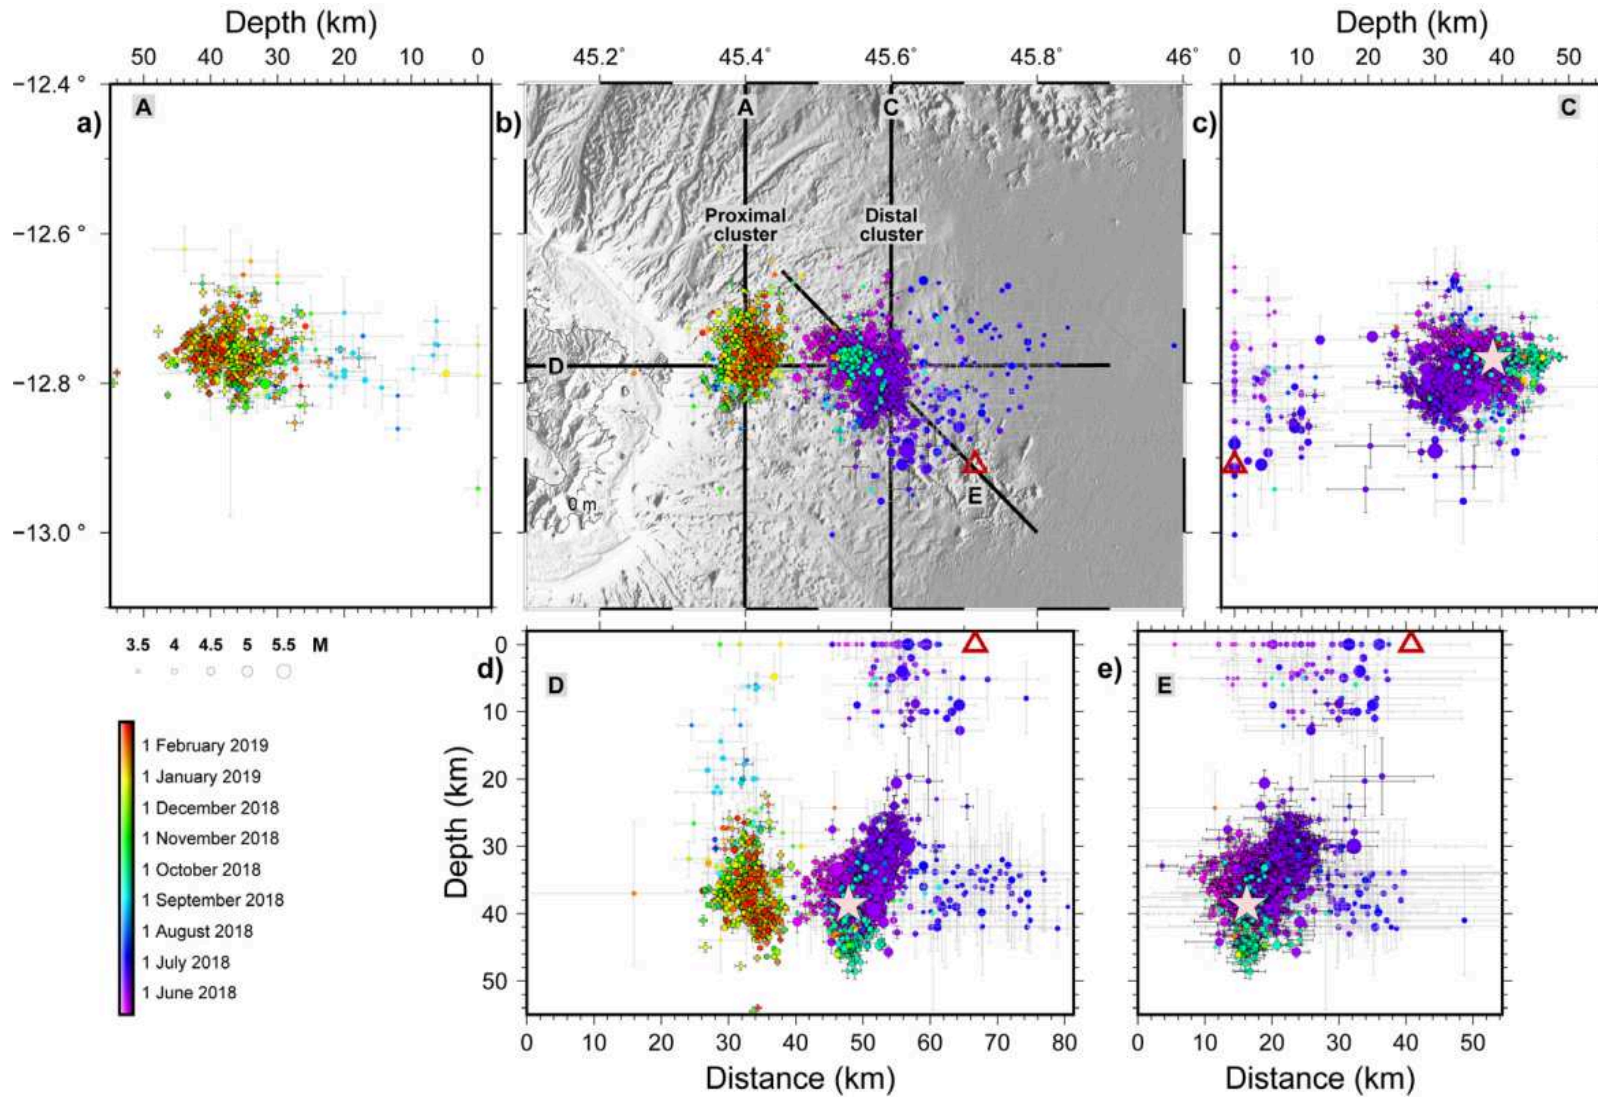 Depth (km)
50 40 30 20 10 0
45.2° 45.4° 45.6° 45.8° 46°
Depth (km)
0 10 20 30 40 50
a)
A
b)
A
C
c)
C
−12.4 °
−12.6 °
−12.8 °
−13.0 °
Proximal
cluster
Distal
cluster
D
E
0 m
3.5 4 4.5 5 5.5 M
1 February 2019
1 January 2019
1 December 2018
1 November 2018
1 October 2018
1 September 2018
1 August 2018
1 July 2018
1 June 2018
d)
D
Depth (km)
0
10
20
30
40
50
0 10 20 30 40 50 60 70 80
Distance (km)
e)
E
0 10 20 30 40 50
Distance (km)